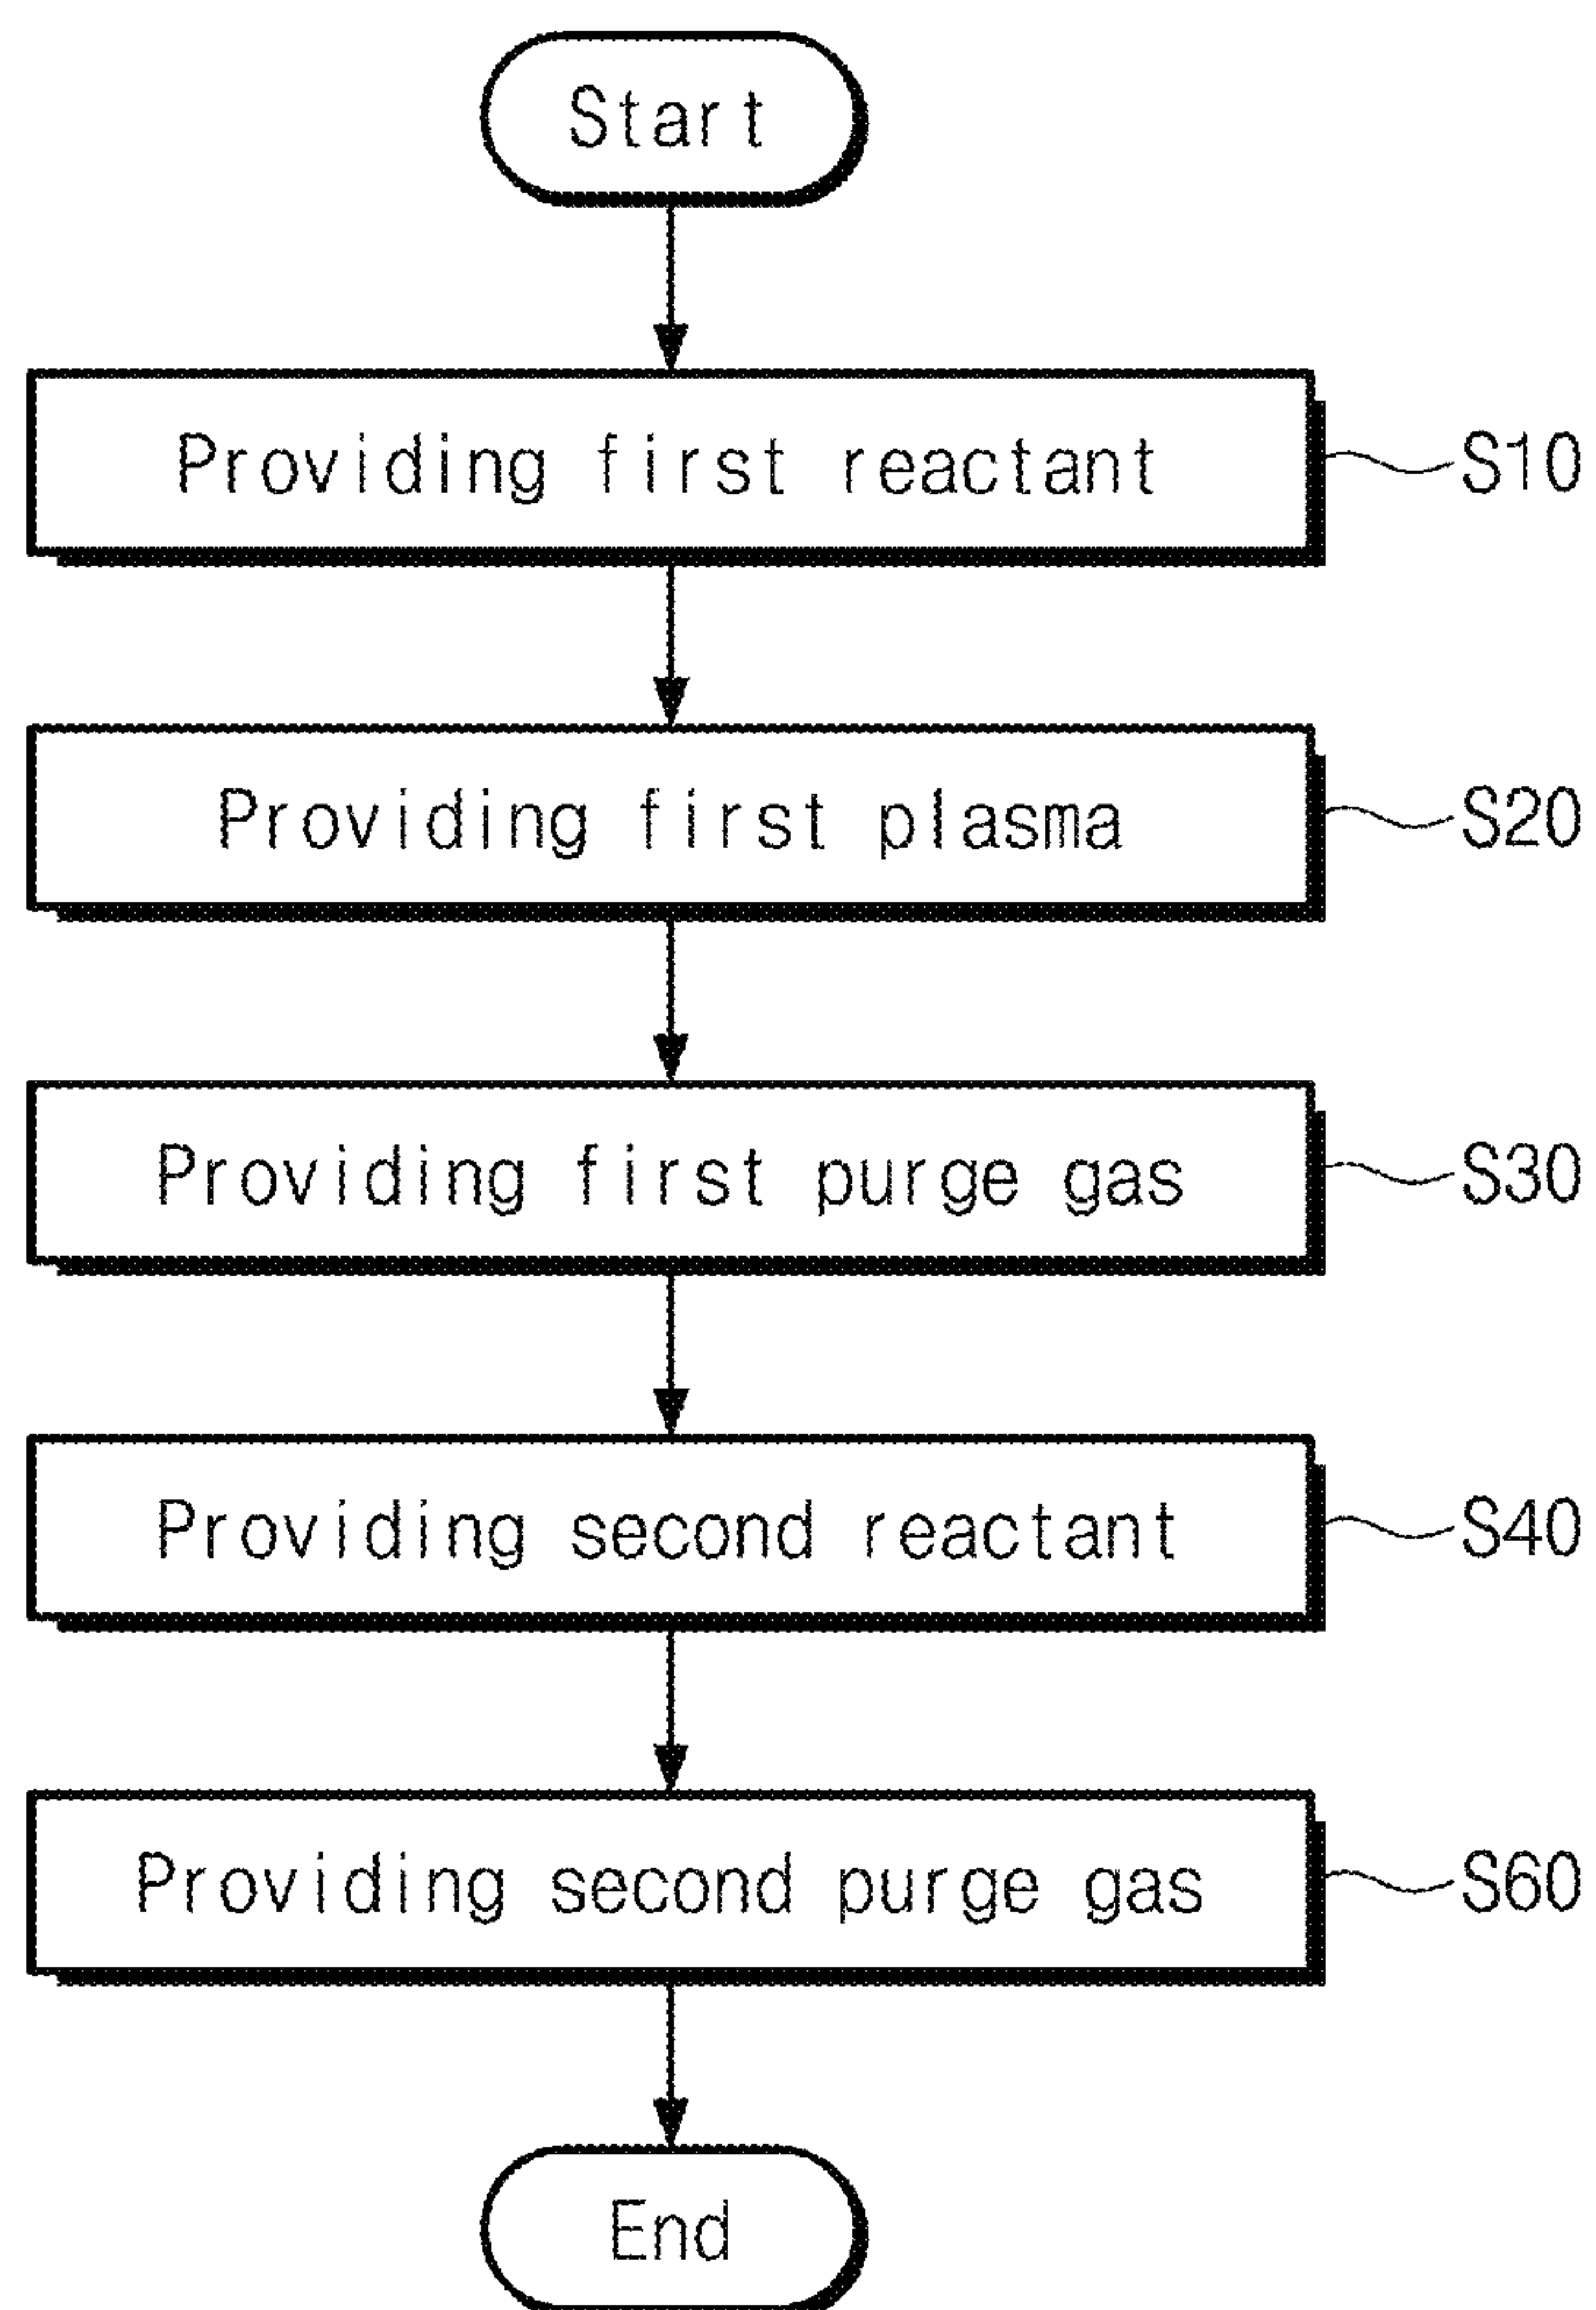 Start
Providing first reactant S10
Providing first plasma S20
Providing first purge gas S30
Providing second reactant S40
Providing second purge gas S60
End